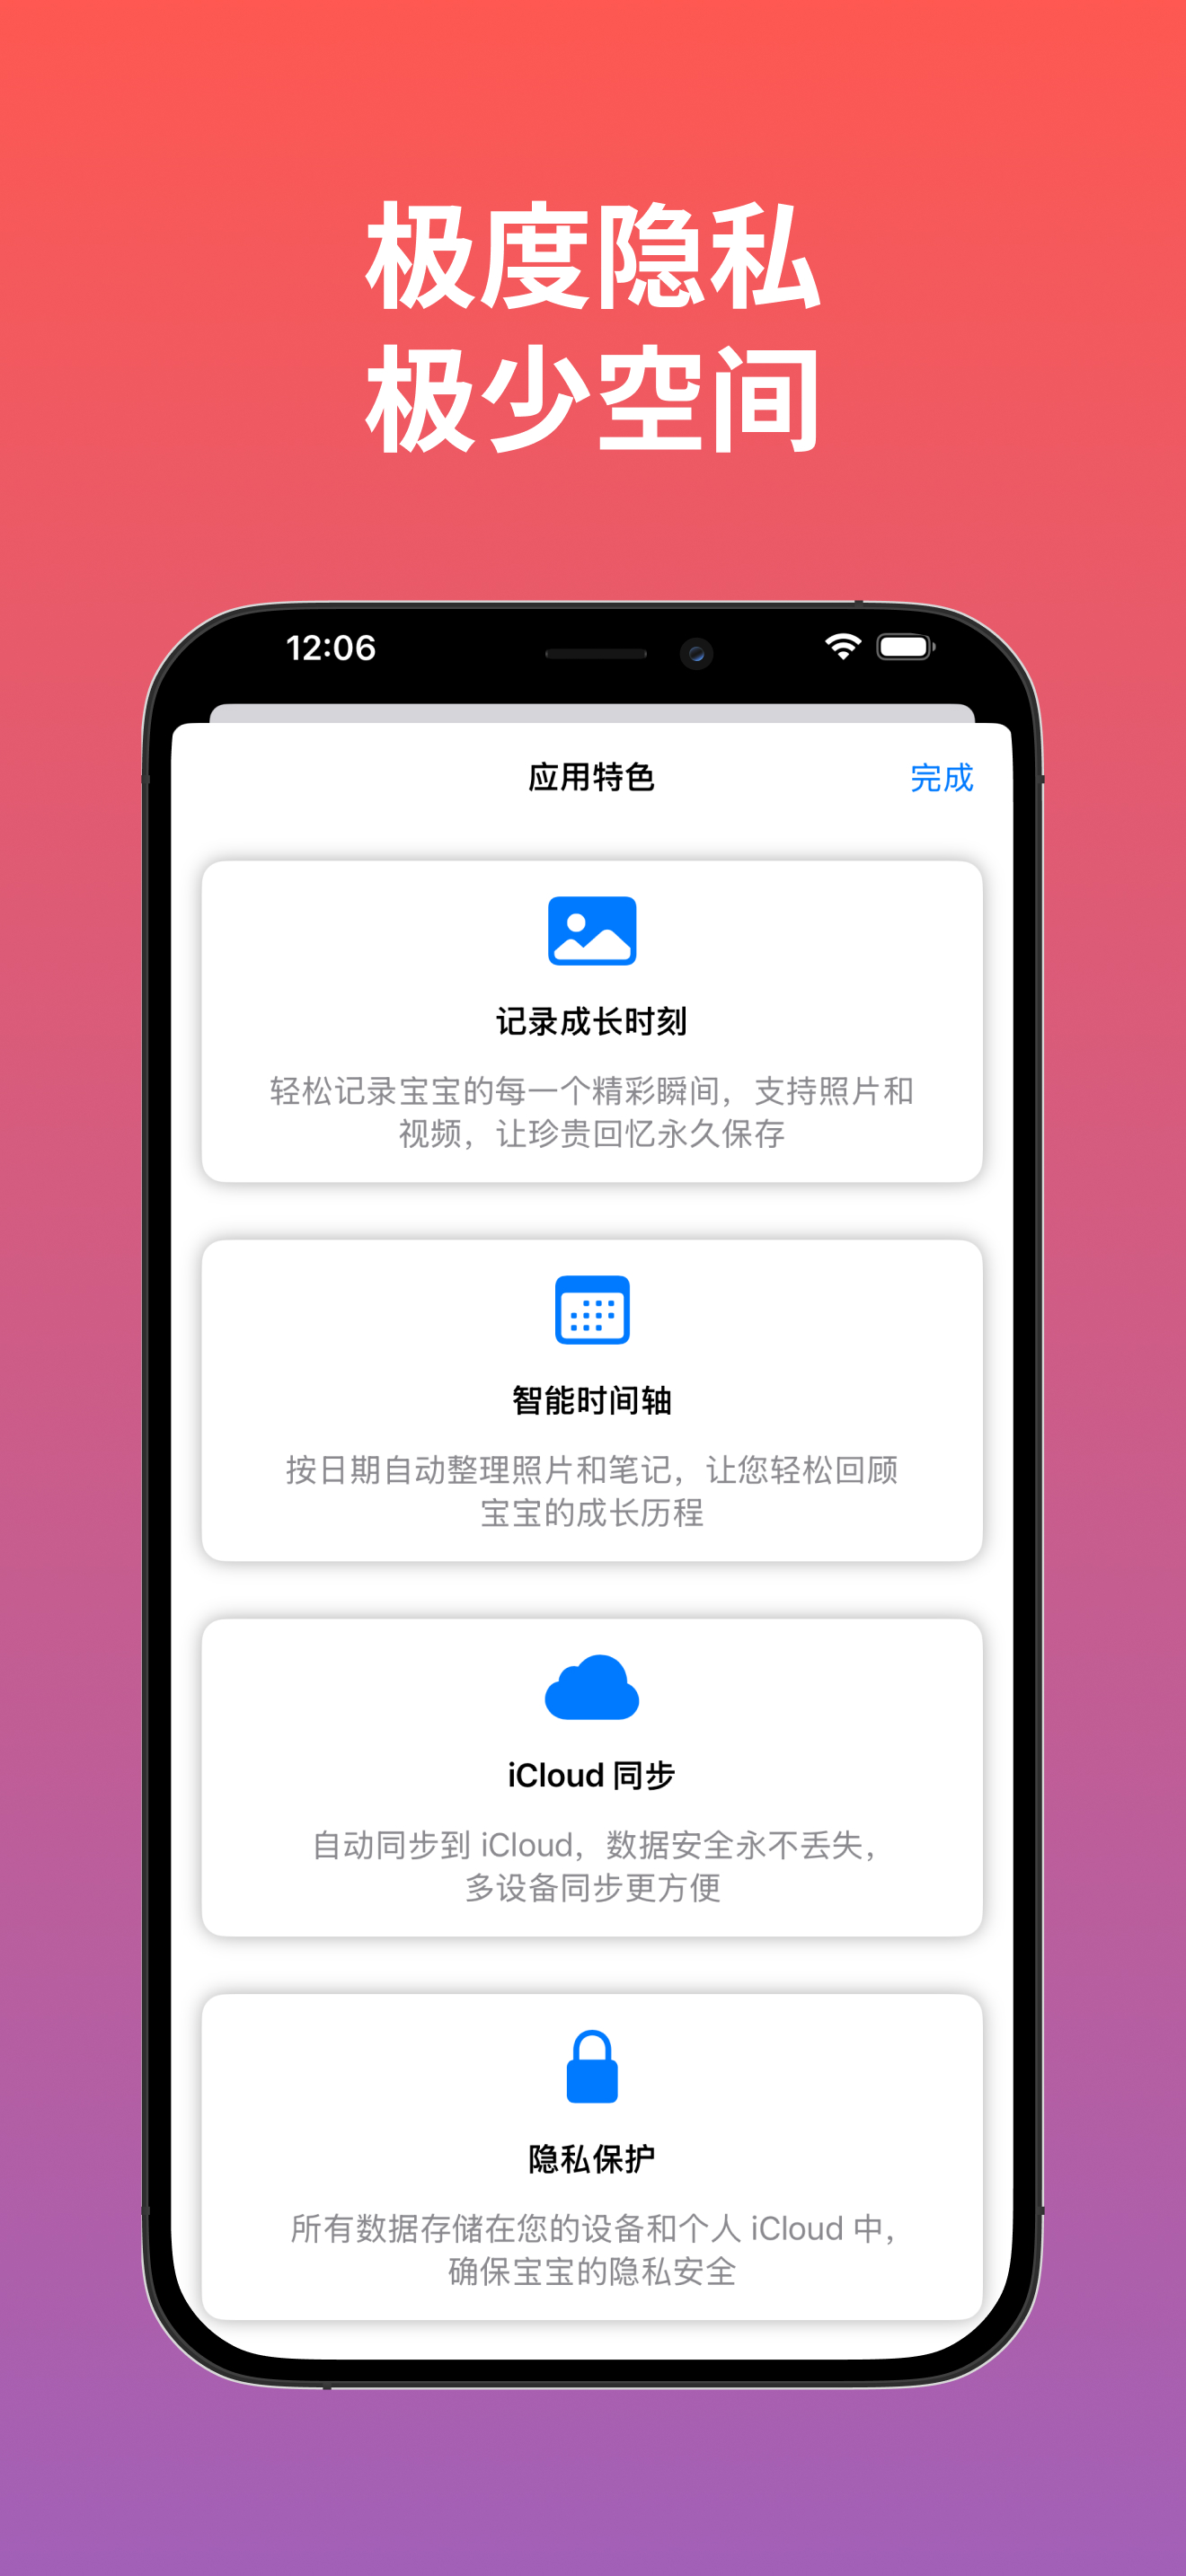 极度隐私
极少空间
12:06
应用特色
完成
记录成长时刻
轻松记录宝宝的每一个精彩瞬间，支持照片和
视频，让珍贵回忆永久保存
智能时间轴
按日期自动整理照片和笔记，让您轻松回顾
宝宝的成长历程
iCloud 同步
自动同步到 iCloud，数据安全永不丢失，
多设备同步更方便
隐私保护
所有数据存储在您的设备和个人 iCloud 中，
确保宝宝的隐私安全